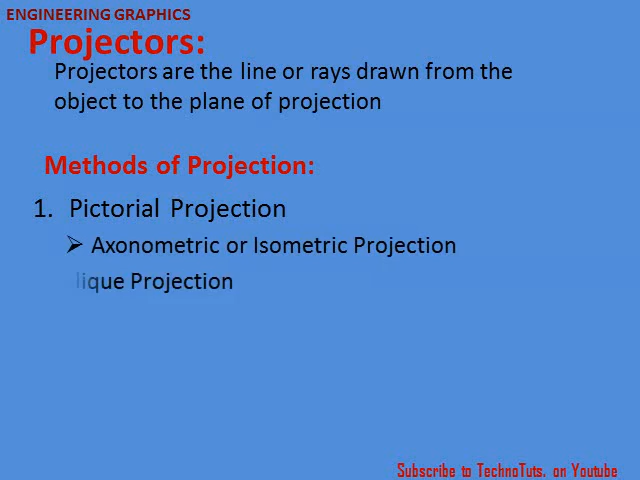 ENGINEERING GRAPHICS
Projectors:
Projectors are the line or rays drawn from the
object to the plane of projection
Methods of Projection:
1. Pictorial Projection
➢ Axonometric or Isometric Projection
lique Projection
Subscribe to TechnoTuts. on Youtube